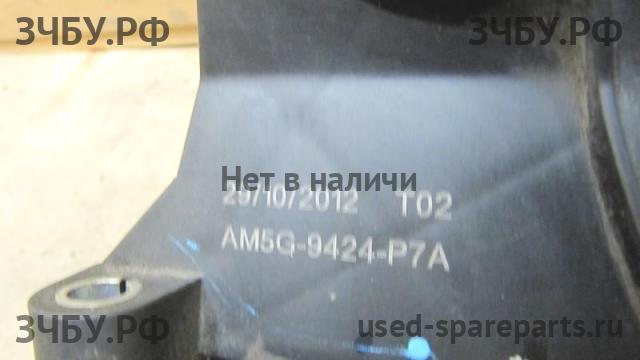 ЗЧБУ.РФ
ЗЧБУ.РФ
Нет в наличи
29/10/2012 T02
AM5G-9424-P7A
ЗЧБУ.РФ
used-spareparts.ru